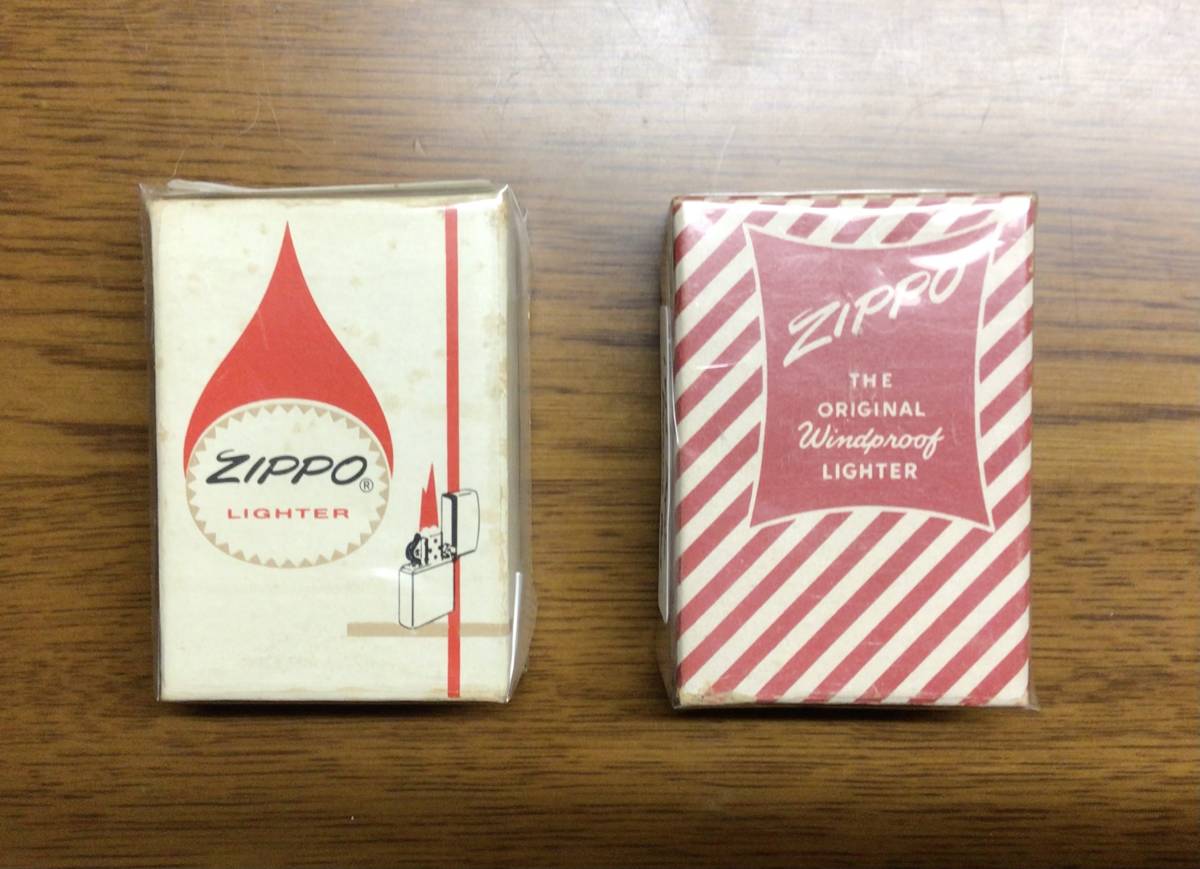 ZIPPO®
LIGHTER
ZIPPO
THE
ORIGINAL
Windproof
LIGHTER